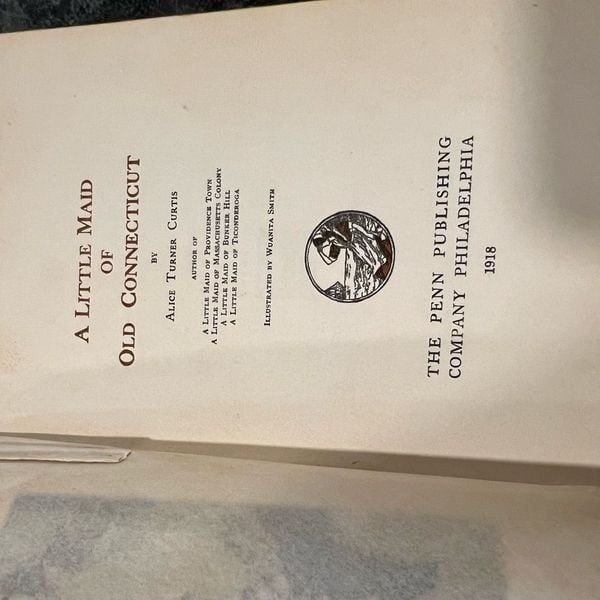 A LITTLE MAID
OF
OLD CONNECTICUT
BY
ALICE TURNER CURTIS
AUTHOR OF
A LITTLE MAID OF PROVIDENCE TOWN
A LITTLE MAID OF MASSACHUSETTS COLONY
A LITTLE MAID OF BUNKER HILL
A LITTLE MAID OF TICONDEROGA
ILLUSTRATED BY WUANITA SMITH
THE PENN PUBLISHING
COMPANY PHILADELPHIA
1918